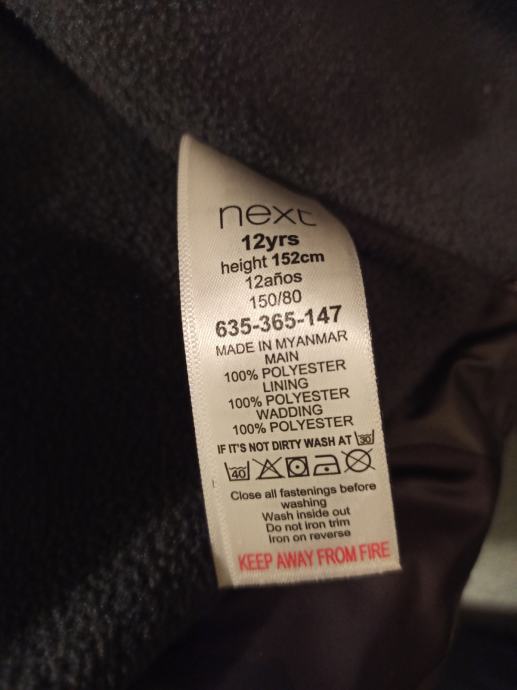 next
12yrs
height 152cm
12años
150/80
635-365-147
MADE IN MYANMAR
MAIN
100% POLYESTER
LINING
100% POLYESTER
WADDING
100% POLYESTER
IF IT'S NOT DIRTY WASH AT 30
40
Close all fastenings before
washing
Wash inside out
Do not iron trim
Iron on reverse
KEEP AWAY FROM FIRE